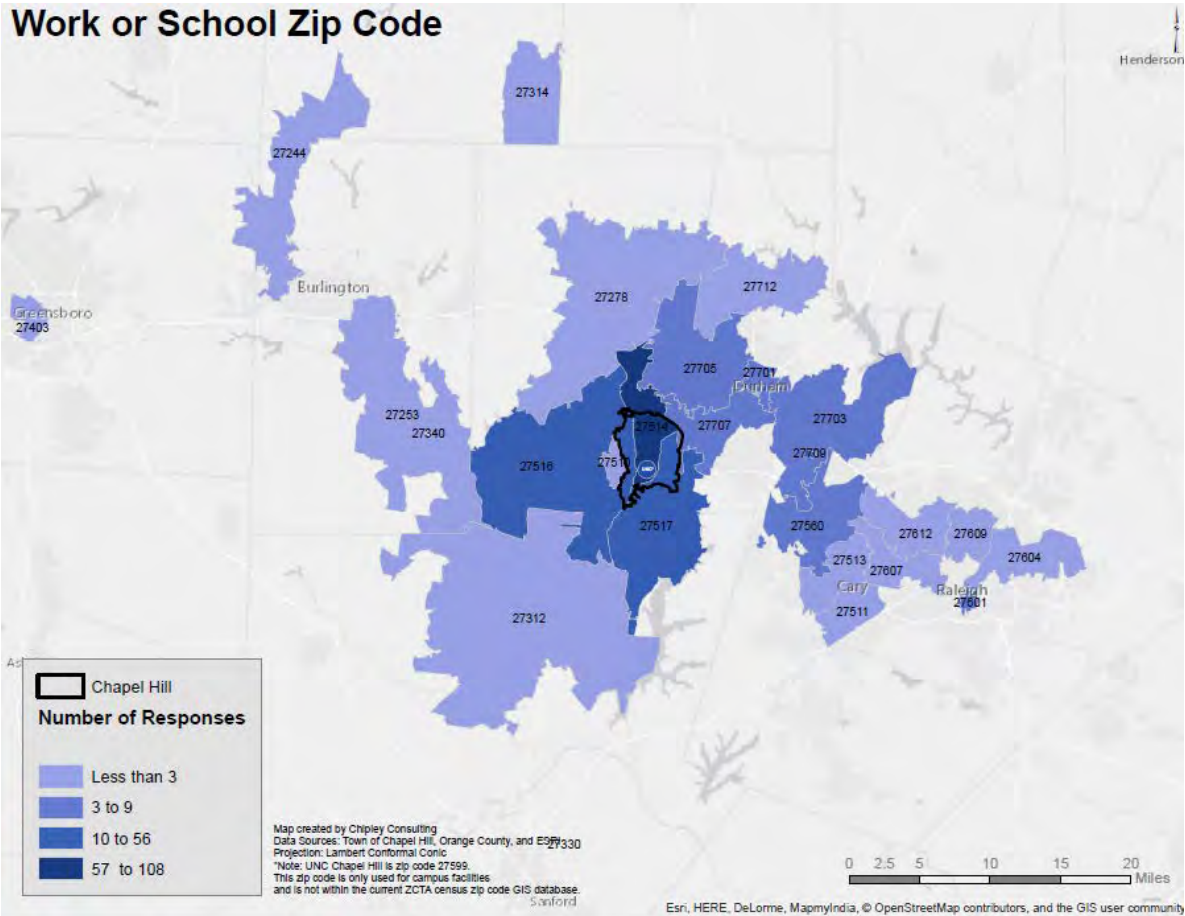 Work or School Zip Code
Henderson
27314
27244
Burlington
27278
27712
Greensboro
27403
27705
27701
Durham
27253
27340
27514
27707
27703
27709
27516
27510
27517
27560
27612
27609
27604
27513
27607
Cary
Raleigh
27601
27511
27312
As
Chapel Hill
Number of Responses
Less than 3
3 to 9
10 to 56
57 to 108
Map created by Chipley Consulting
Data Sources: Town of Chapel Hill, Orange County, and ESRI
27330
Projection: Lambert Conformal Conic
*Note: UNC Chapel Hill is zip code 27599.
This zip code is only used for campus facilities
and is not within the current ZCTA census zip code GIS database.
Sanford
0 2.5 5 10 15 20
Miles
Esri, HERE, DeLorme, MapmyIndia, © OpenStreetMap contributors, and the GIS user community